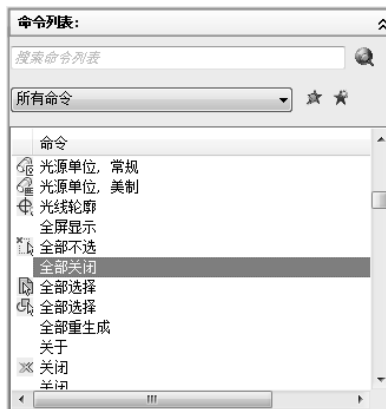 命令列表:
搜索命令列表
所有命令
命令
光源单位, 常规
光源单位, 美制
光线轮廓
全屏显示
全部不选
全部关闭
全部选择
全部选择
全部重生成
关于
关闭
关闭